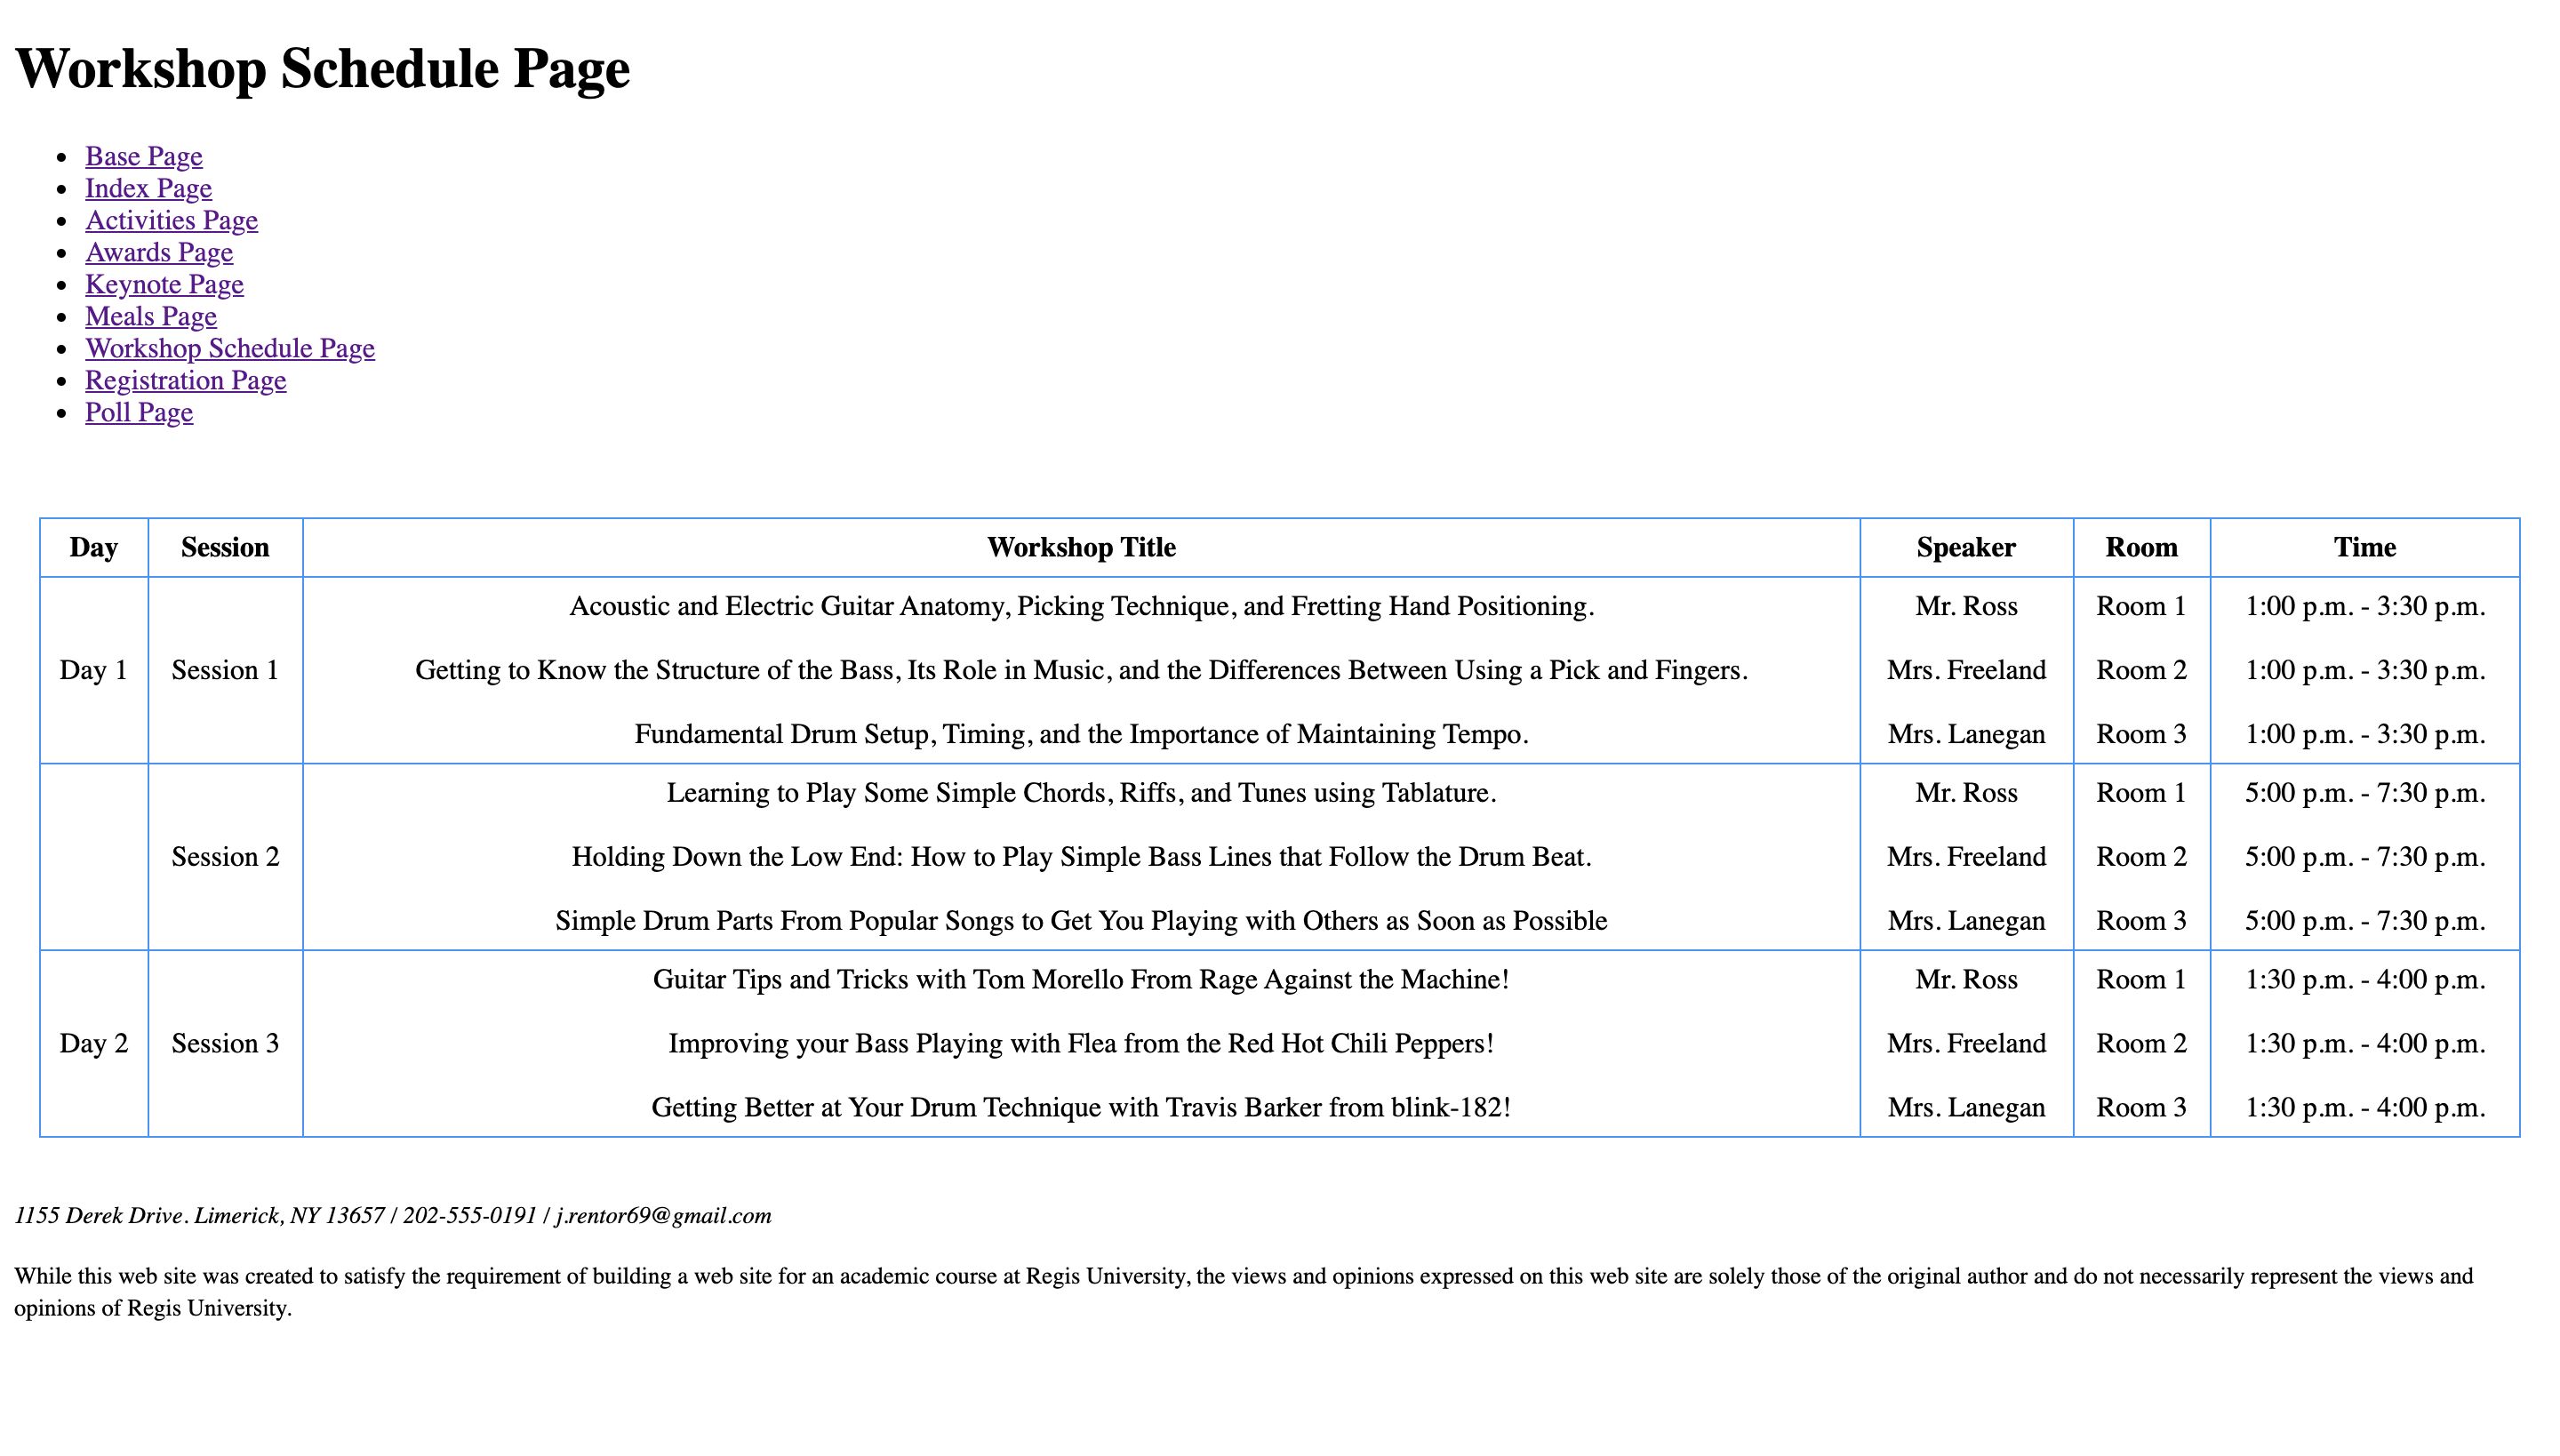 Workshop Schedule Page
Base Page
Index Page
Activities Page
Awards Page
Keynote Page
Meals Page
Workshop Schedule Page
Registration Page
Poll Page
Day Session Workshop Title Speaker Room Time
Acoustic and Electric Guitar Anatomy, Picking Technique, and Fretting Hand Positioning. Mr. Ross Room 1 1:00 p.m. - 3:30 p.m.
Day 1 Session 1 Getting to Know the Structure of the Bass, Its Role in Music, and the Differences Between Using a Pick and Fingers. Mrs. Freeland Room 2 1:00 p.m. - 3:30 p.m.
Fundamental Drum Setup, Timing, and the Importance of Maintaining Tempo. Mrs. Lanegan Room 3 1:00 p.m. - 3:30 p.m.
Learning to Play Some Simple Chords, Riffs, and Tunes using Tablature. Mr. Ross Room 1 5:00 p.m. - 7:30 p.m.
Session 2 Holding Down the Low End: How to Play Simple Bass Lines that Follow the Drum Beat. Mrs. Freeland Room 2 5:00 p.m. - 7:30 p.m.
Simple Drum Parts From Popular Songs to Get You Playing with Others as Soon as Possible Mrs. Lanegan Room 3 5:00 p.m. - 7:30 p.m.
Guitar Tips and Tricks with Tom Morello From Rage Against the Machine! Mr. Ross Room 1 1:30 p.m. - 4:00 p.m.
Day 2 Session 3 Improving your Bass Playing with Flea from the Red Hot Chili Peppers! Mrs. Freeland Room 2 1:30 p.m. - 4:00 p.m.
Getting Better at Your Drum Technique with Travis Barker from blink-182! Mrs. Lanegan Room 3 1:30 p.m. - 4:00 p.m.
1155 Derek Drive. Limerick, NY 13657 / 202-555-0191 / j.rentor69@gmail.com
While this web site was created to satisfy the requirement of building a web site for an academic course at Regis University, the views and opinions expressed on this web site are solely those of the original author and do not necessarily represent the views and
opinions of Regis University.